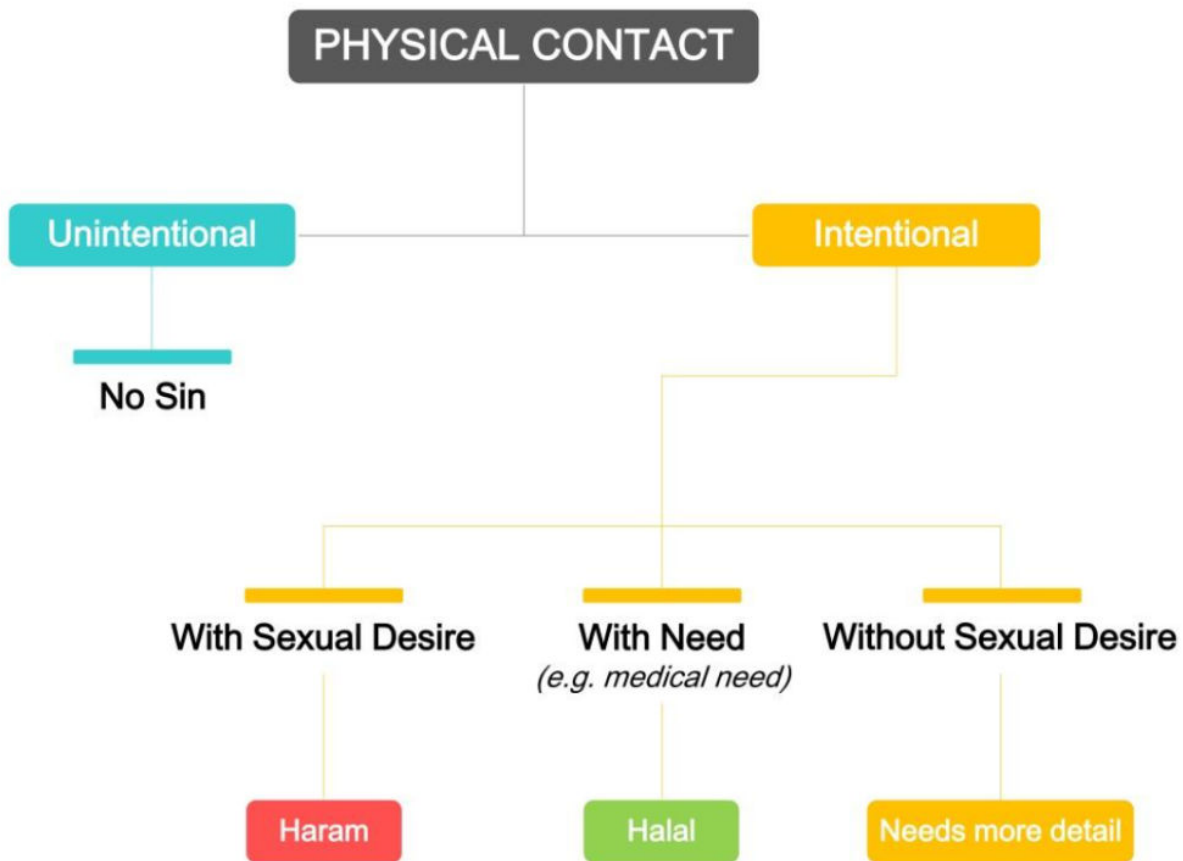 PHYSICAL CONTACT
Unintentional
Intentional
No Sin
With Sexual Desire
With Need
(e.g. medical need)
Without Sexual Desire
Haram
Halal
Needs more detail